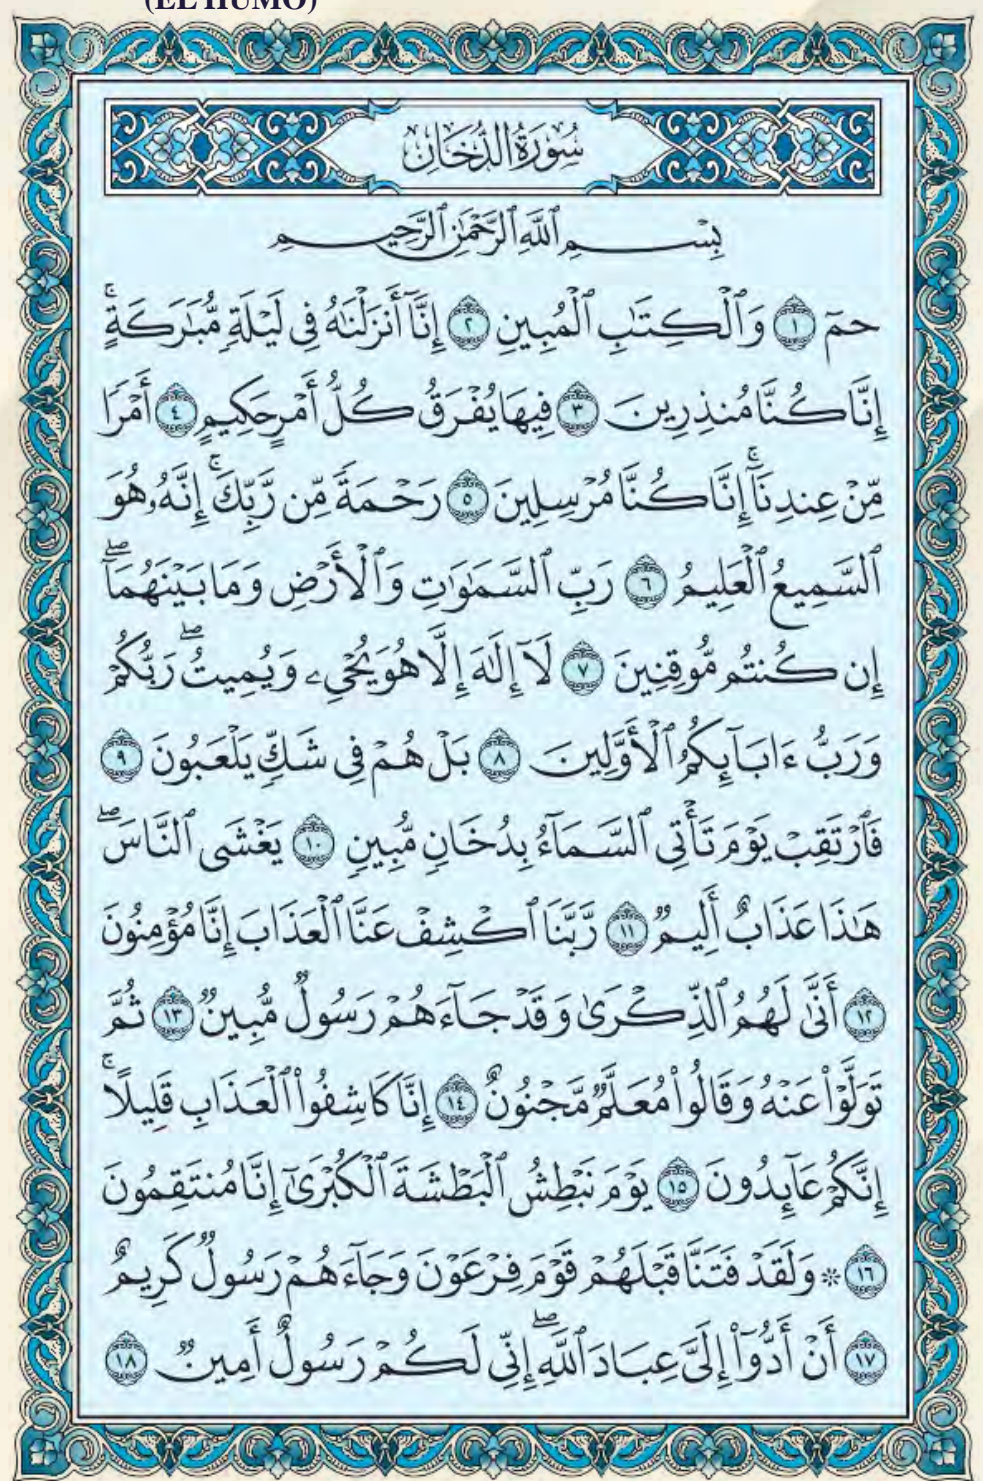 (EL HUMO)
سُورَةُ الدُّخَانِ
بِسْمِ ٱللَّهِ ٱلرَّحْمَٰنِ ٱلرَّحِيمِ
حمٓ ١ وَٱلْكِتَٰبِ ٱلْمُبِينِ ٢ إِنَّآ أَنزَلْنَٰهُ فِى لَيْلَةٍ مُّبَٰرَكَةٍ ۚ
إِنَّا كُنَّا مُنذِرِينَ ٣ فِيهَا يُفْرَقُ كُلُّ أَمْرٍ حَكِيمٍ ٤ أَمْرًا
مِّنْ عِندِنَآ ۚ إِنَّا كُنَّا مُرْسِلِينَ ٥ رَحْمَةً مِّن رَّبِّكَ ۚ إِنَّهُۥ هُوَ
ٱلسَّمِيعُ ٱلْعَلِيمُ ٦ رَبِّ ٱلسَّمَٰوَٰتِ وَٱلْأَرْضِ وَمَا بَيْنَهُمَآ ۖ
إِن كُنتُم مُّوقِنِينَ ٧ لَآ إِلَٰهَ إِلَّا هُوَ يُحْىِۦ وَيُمِيتُ ۖ رَبُّكُمْ
وَرَبُّ ءَابَآئِكُمُ ٱلْأَوَّلِينَ ٨ بَلْ هُمْ فِى شَكٍّ يَلْعَبُونَ ٩
فَٱرْتَقِبْ يَوْمَ تَأْتِى ٱلسَّمَآءُ بِدُخَانٍ مُّبِينٍ ١٠ يَغْشَى ٱلنَّاسَ ۖ
هَٰذَا عَذَابٌ أَلِيمٌ ١١ رَّبَّنَا ٱكْشِفْ عَنَّا ٱلْعَذَابَ إِنَّا مُؤْمِنُونَ
١٢ أَنَّىٰ لَهُمُ ٱلذِّكْرَىٰ وَقَدْ جَآءَهُمْ رَسُولٌ مُّبِينٌ ١٣ ثُمَّ
تَوَلَّوْا۟ عَنْهُ وَقَالُوا۟ مُعَلَّمٌ مَّجْنُونٌ ١٤ إِنَّا كَاشِفُوا۟ ٱلْعَذَابِ قَلِيلًا ۚ
إِنَّكُمْ عَآئِدُونَ ١٥ يَوْمَ نَبْطِشُ ٱلْبَطْشَةَ ٱلْكُبْرَىٰٓ إِنَّا مُنتَقِمُونَ
١٦ ۞ وَلَقَدْ فَتَنَّا قَبْلَهُمْ قَوْمَ فِرْعَوْنَ وَجَآءَهُمْ رَسُولٌ كَرِيمٌ
١٧ أَنْ أَدُّوٓا۟ إِلَىَّ عِبَادَ ٱللَّهِ ۖ إِنِّى لَكُمْ رَسُولٌ أَمِينٌ ١٨